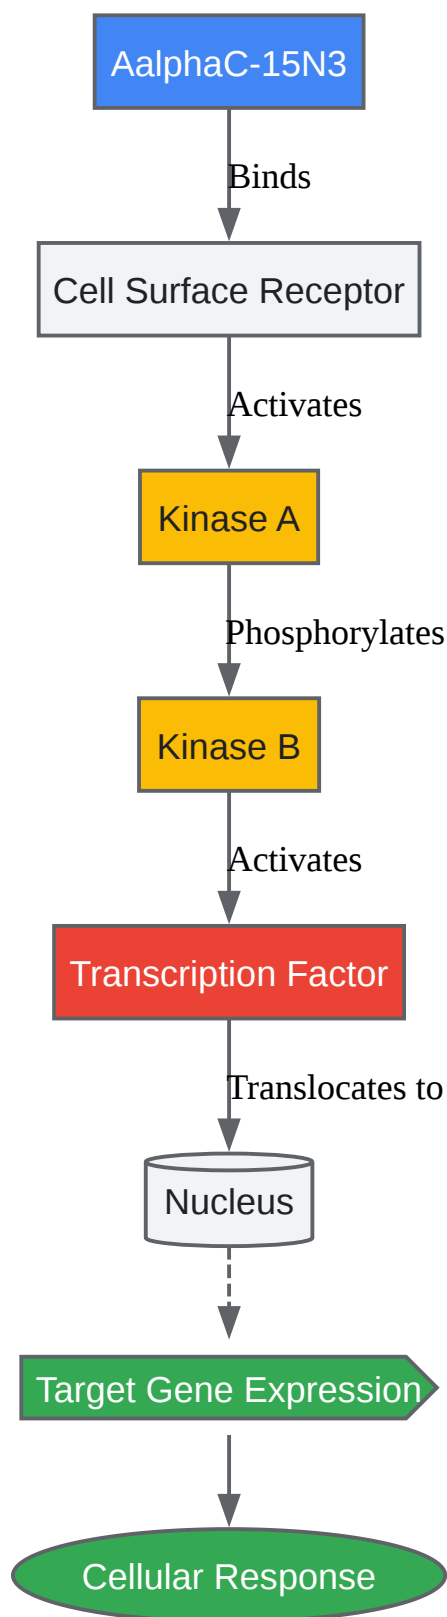 AalphaC-15N3
Binds
Cell Surface Receptor
Activates
Kinase A
Phosphorylates
Kinase B
Activates
Transcription Factor
Translocates to
Nucleus
Target Gene Expression
Cellular Response